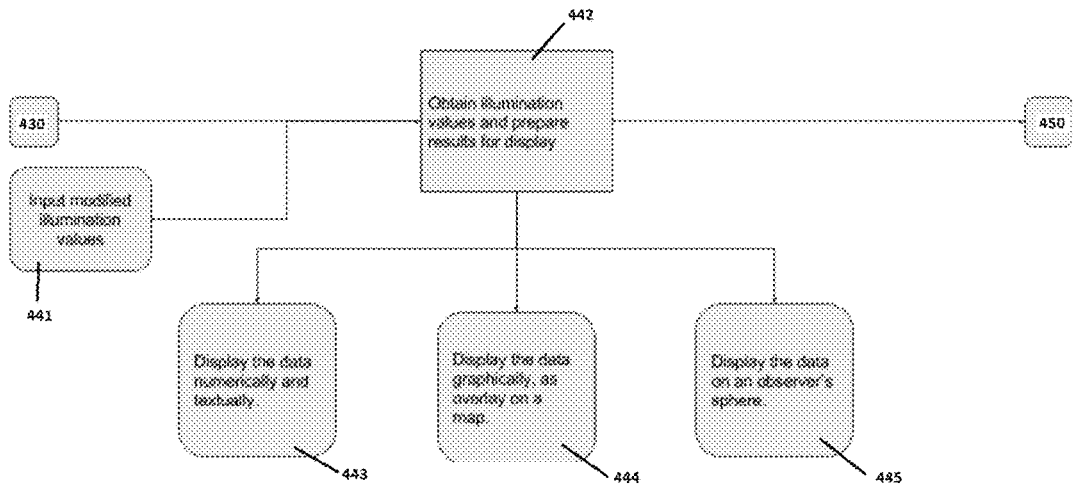 442
430
Obtain illumination
values and prepare
results for display
450
Input modified
illumination
values
441
Display the data
numerically and
textually.
443
Display the data
graphically, as
overlay on a
map.
444
Display the data
on an observer's
sphere.
445